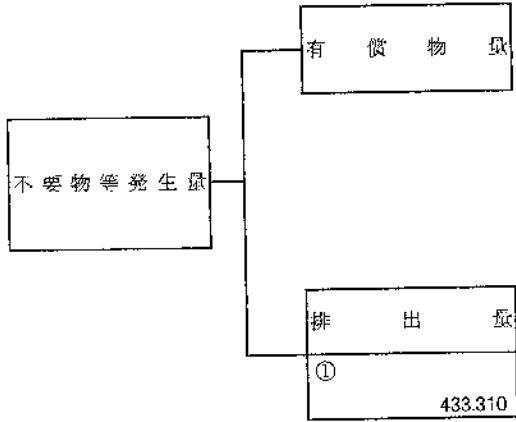 有償物量
不要物等発生量
排出量
①
433.310